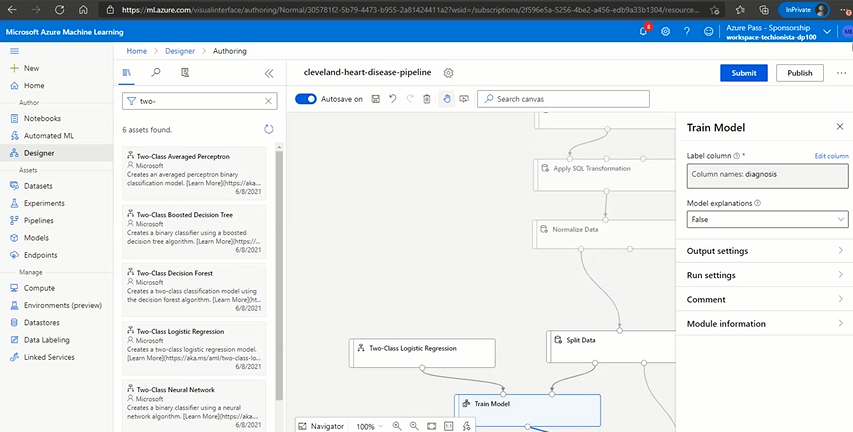 https://ml.azure.com/visualinterface/authoring/Normal/305781f2-5b79-4473-b955-2a81424411a2?wsid=/subscriptions/2f596e5a-5256-4be2-a456-edb9a33b1304/resource...
InPrivate
Microsoft Azure Machine Learning
8
Azure Pass - Sponsorship
workspace-techionista-dp100
ME
Home > Designer > Authoring
New
Home
Author
Notebooks
Automated ML
Designer
Assets
Datasets
Experiments
Pipelines
Models
Endpoints
Manage
Compute
Environments (preview)
Datastores
Data Labeling
Linked Services
two-
6 assets found.
Two-Class Averaged Perceptron
Microsoft
Creates an averaged perceptron binary
classification model. [Learn More](https://aka...
6/8/2021
Two-Class Boosted Decision Tree
Microsoft
Creates a binary classifier using a boosted
decision tree algorithm. [Learn More](https://...
6/8/2021
Two-Class Decision Forest
Microsoft
Creates a two-class classification model using
the decision forest algorithm. [Learn More](ht...
6/8/2021
Two-Class Logistic Regression
Microsoft
Creates a two-class logistic regression model.
[Learn More](https://aka.ms/aml/two-class-lo...
6/8/2021
Two-Class Neural Network
Microsoft
Creates a binary classifier using a neural
network algorithm. [Learn More](https://aka....
6/8/2021
cleveland-heart-disease-pipeline
Submit
Publish
Autosave on
Search canvas
Apply SQL Transformation
Normalize Data
Two-Class Logistic Regression
Split Data
Train Model
Navigator
100%
Train Model
Label column *
Edit column
Column names: diagnosis
Model explanations
False
Output settings
Run settings
Comment
Module information